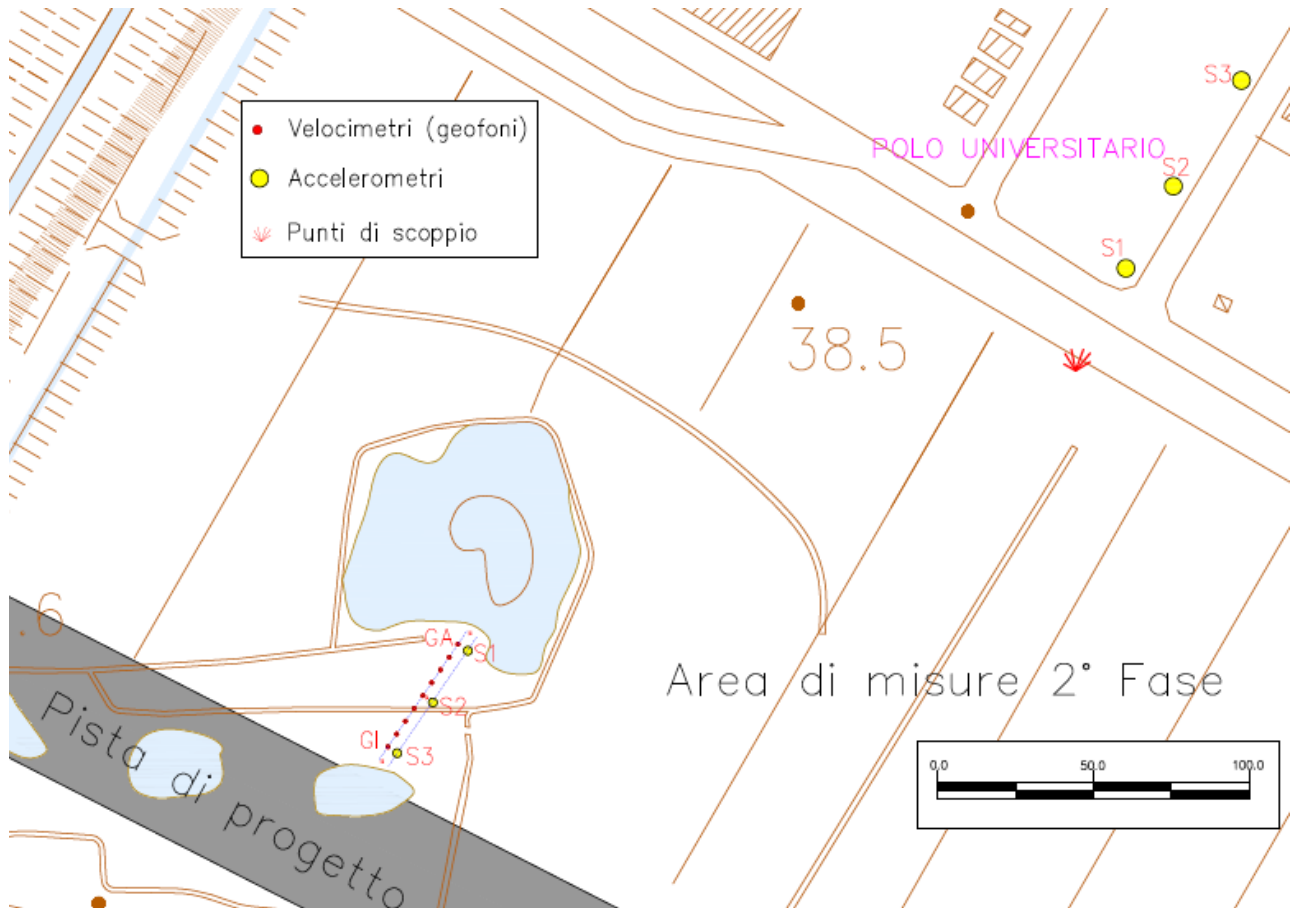 S3
Velocimetri (geofoni)
POLO UNIVERSITARIO
S2
Accelerometri
Punti di scoppio
S1
38.5
.6
GA
S1
Area di misure 2° Fase
S2
GI
S3
Pista di progetto
0.0 50.0 100.0